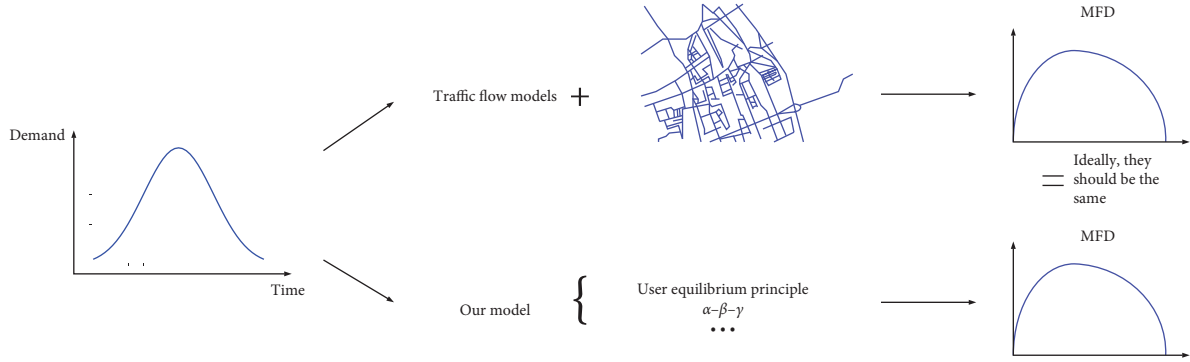 MFD
Traffic flow models +
Demand
Ideally, they
should be the
same
=
MFD
Time
Our model {
User equilibrium principle
α–β–γ
•••